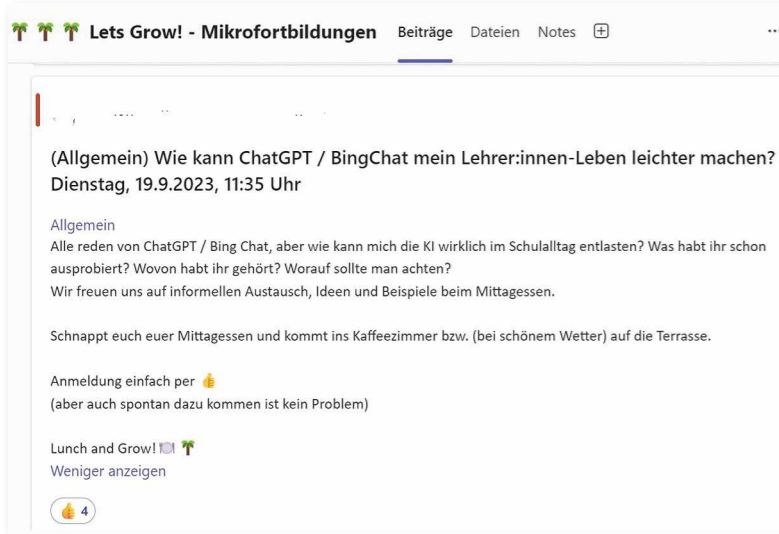 🌴 🌴 🌴 Lets Grow! - Mikrofortbildungen Beiträge Dateien Notes
(Allgemein) Wie kann ChatGPT / BingChat mein Lehrer:innen-Leben leichter machen?
Dienstag, 19.9.2023, 11:35 Uhr
Allgemein
Alle reden von ChatGPT / Bing Chat, aber wie kann mich die KI wirklich im Schulalltag entlasten? Was habt ihr schon
ausprobiert? Wovon habt ihr gehört? Worauf sollte man achten?
Wir freuen uns auf informellen Austausch, Ideen und Beispiele beim Mittagessen.
Schnappt euch euer Mittagessen und kommt ins Kaffeezimmer bzw. (bei schönem Wetter) auf die Terrasse.
Anmeldung einfach per 👍
(aber auch spontan dazu kommen ist kein Problem)
Lunch and Grow! 🍽️ 🌴
Weniger anzeigen
👍 4